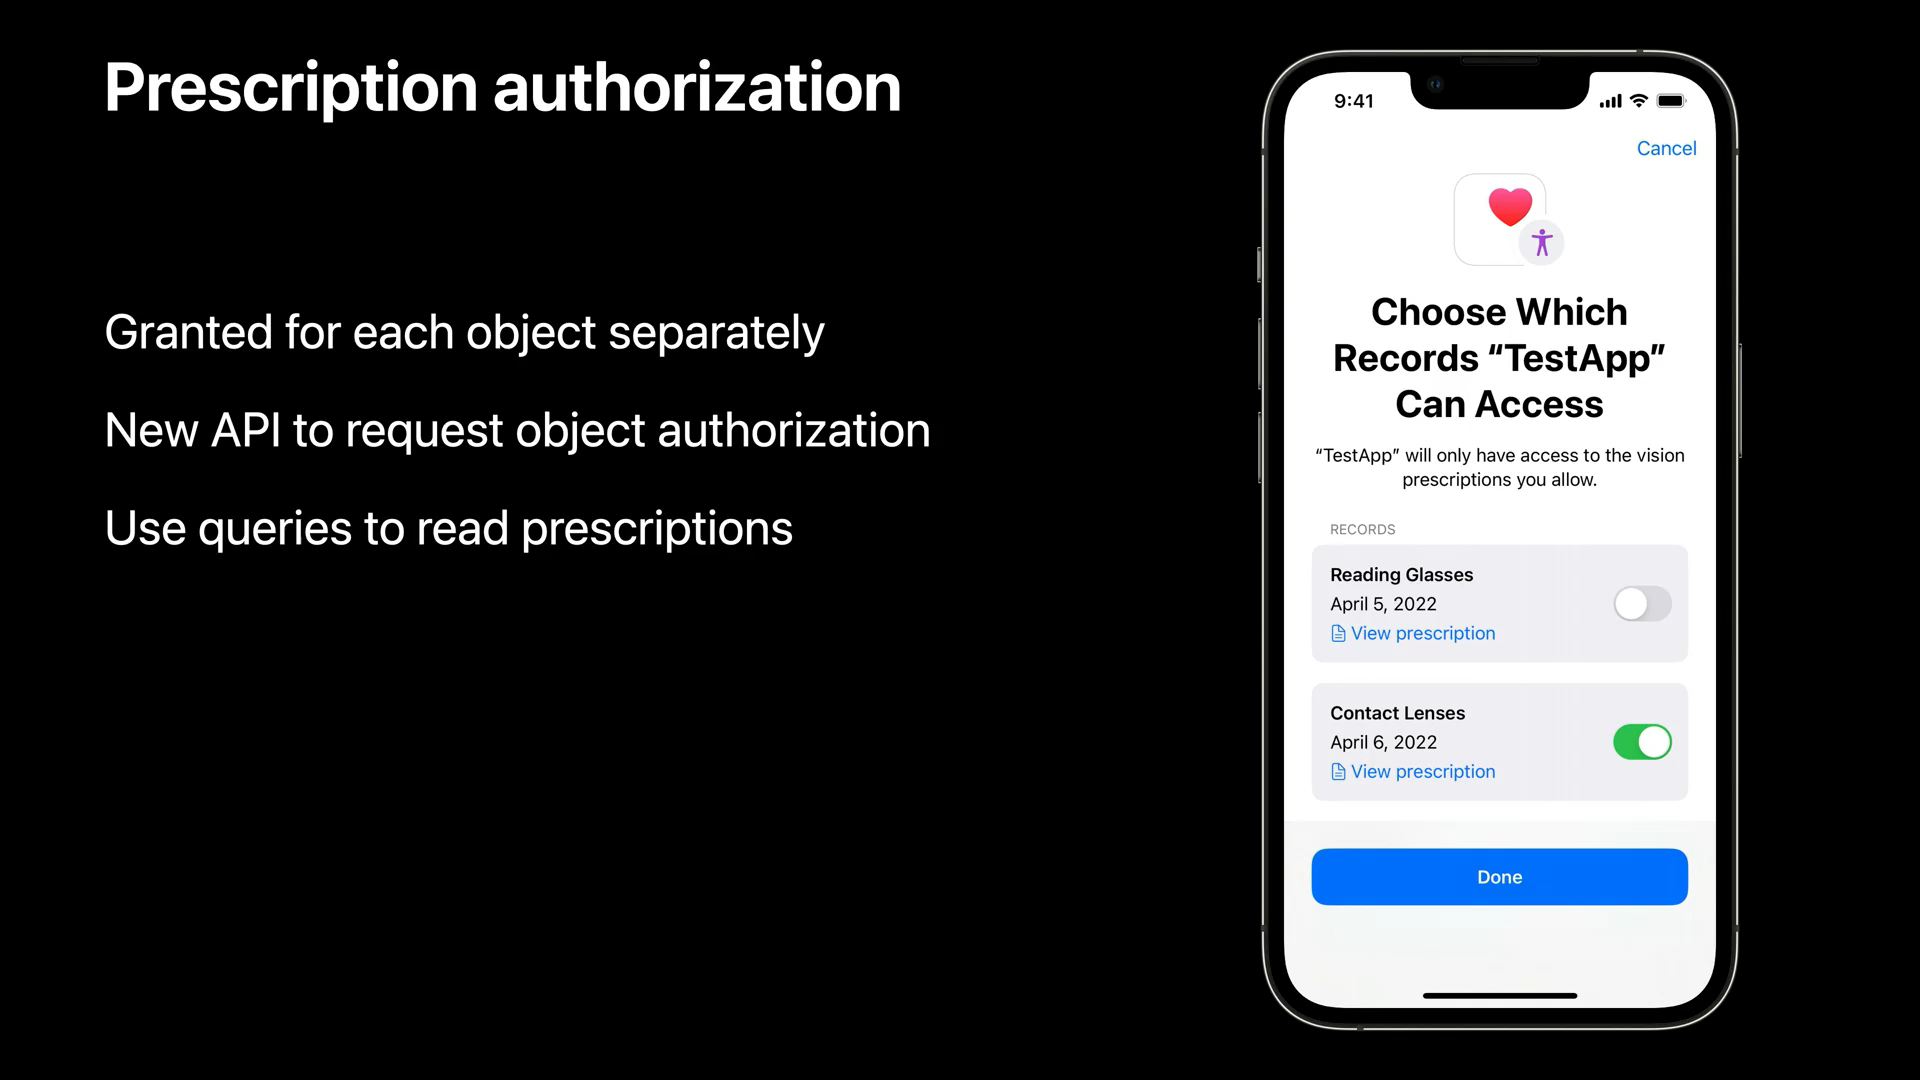 Prescription authorization
Granted for each object separately
New API to request object authorization
Use queries to read prescriptions
9:41
Cancel
Choose Which
Records “TestApp”
Can Access
“TestApp” will only have access to the vision
prescriptions you allow.
RECORDS
Reading Glasses
April 5, 2022
View prescription
Contact Lenses
April 6, 2022
View prescription
Done